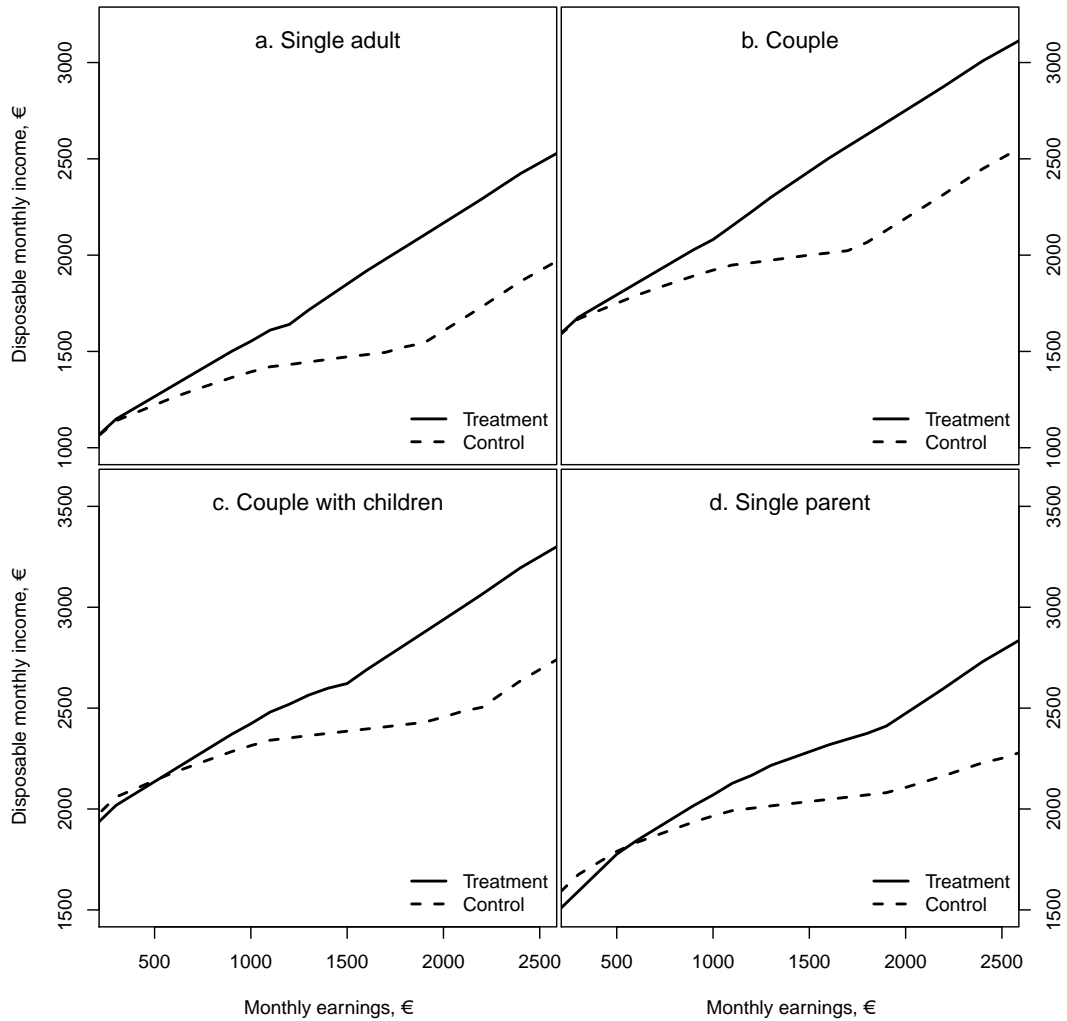 a. Single adult
Disposable monthly income, €
1000
1500
2000
2500
3000
Treatment
Control
b. Couple
1000
1500
2000
2500
3000
Treatment
Control
c. Couple with children
Disposable monthly income, €
1500
2000
2500
3000
3500
Treatment
Control
500
1000
1500
2000
2500
Monthly earnings, €
d. Single parent
1500
2000
2500
3000
3500
Treatment
Control
500
1000
1500
2000
2500
Monthly earnings, €